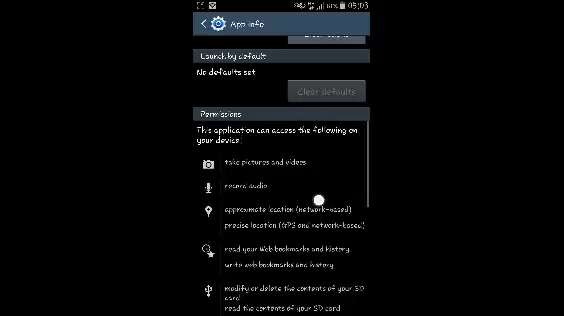 81% 09:03
App info
Launch by default
No defaults set
Clear defaults
Permissions
This application can access the following on
your device:
take pictures and videos
record audio
approximate location (network-based)
precise location (GPS and network-based)
read your Web bookmarks and history
write web bookmarks and history
modify or delete the contents of your SD
card
read the contents of your SD card